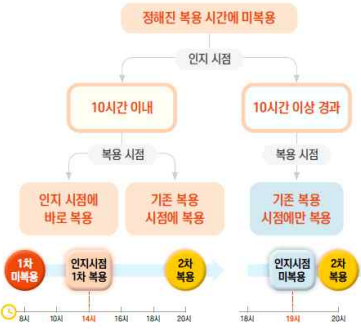 정해진 복용 시간에 미복용
인지 시점
10시간 이내
10시간 이상 경과
복용 시점
복용 시점
인지 시점에
바로 복용
기존 복용
시점에 복용
기존 복용
시점에만 복용
1차
미복용
인지시점
1차 복용
2차
복용
인지시점
미복용
2차
복용
8시 10시 14시 16시 18시 20시
18시 19시 20시